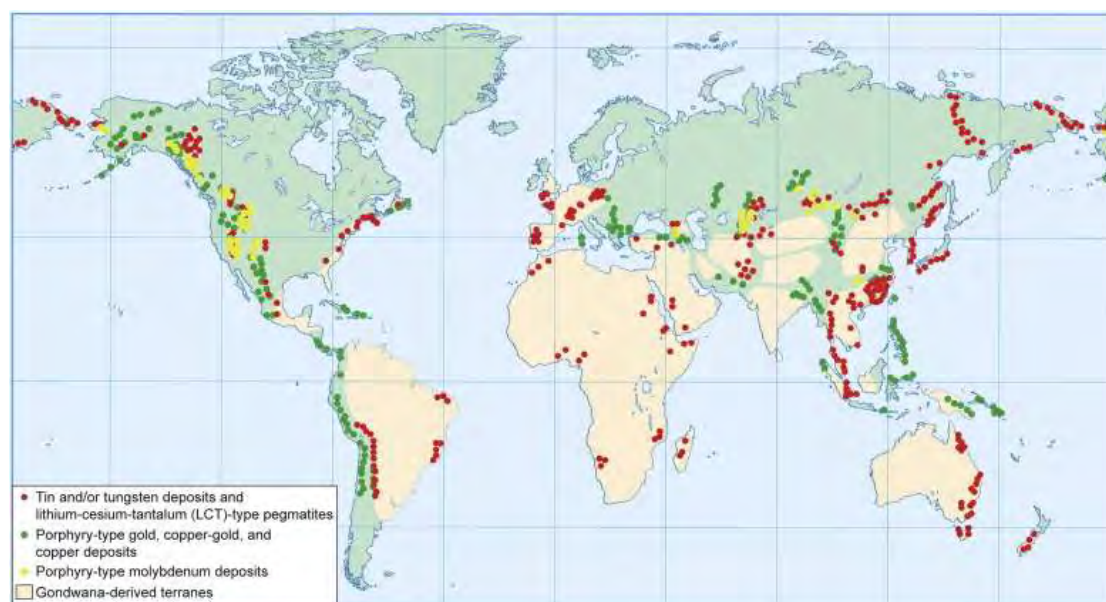 Tin and/or tungsten deposits and
lithium-cesium-tantalum (LCT)-type pegmatites
Porphyry-type gold, copper-gold, and
copper deposits
Porphyry-type molybdenum deposits
Gondwana-derived terranes